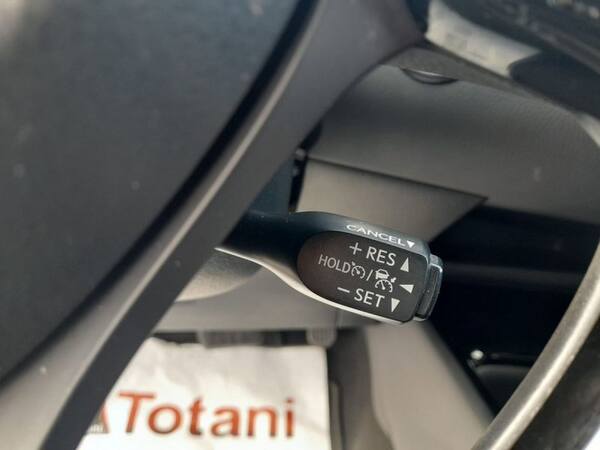 CANCEL▼
+ RES ▲
HOLD / ◀
− SET ▼
Totani